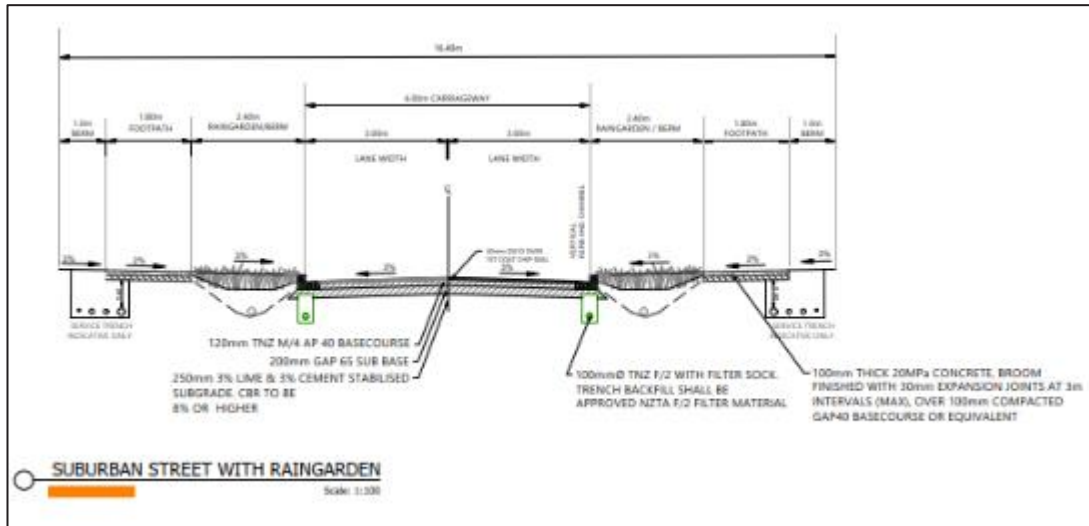 16.40m
6.00m CARRIAGEWAY
1.0m
BERM
1.80m
FOOTPATH
2.40m
RAINGARDEN/BERM
3.00m
LANE WIDTH
3.00m
LANE WIDTH
2.40m
RAINGARDEN / BERM
1.80m
FOOTPATH
1.0m
BERM
VERTICAL
KERB AND CHANNEL
2%
2%
2%
2%
2%
2%
2%
2%
SERVICE TRENCH
INDICATIVE ONLY
SERVICE TRENCH
INDICATIVE ONLY
120mm TNZ M/4 AP 40 BASECOURSE
200mm GAP 65 SUB BASE
250mm 3% LIME & 3% CEMENT STABILISED
SUBGRADE. CBR TO BE
8% OR HIGHER
100mmØ TNZ F/2 WITH FILTER SOCK.
TRENCH BACKFILL SHALL BE
APPROVED NZTA F/2 FILTER MATERIAL
100mm THICK 20MPa CONCRETE, BROOM
FINISHED WITH 30mm EXPANSION JOINTS AT 3m
INTERVALS (MAX), OVER 100mm COMPACTED
GAP40 BASECOURSE OR EQUIVALENT
SUBURBAN STREET WITH RAINGARDEN
Scale: 1:100